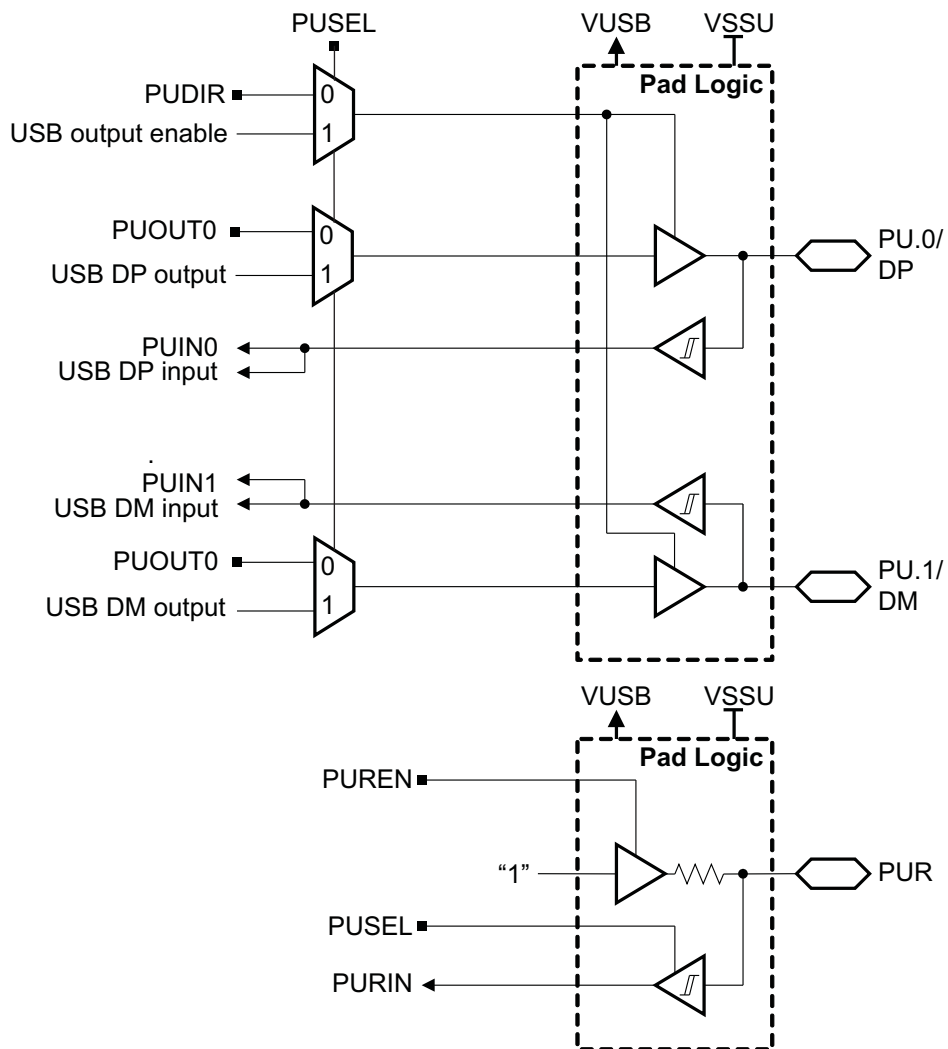 PUSEL
VUSB
VSSU
Pad Logic
PUDIR
0
USB output enable
1
PUOUT0
0
USB DP output
1
PU.0/
DP
PUIN0
USB DP input
.
PUIN1
USB DM input
PUOUT0
0
USB DM output
1
PU.1/
DM
VUSB
VSSU
Pad Logic
PUREN
“1”
PUR
PUSEL
PURIN